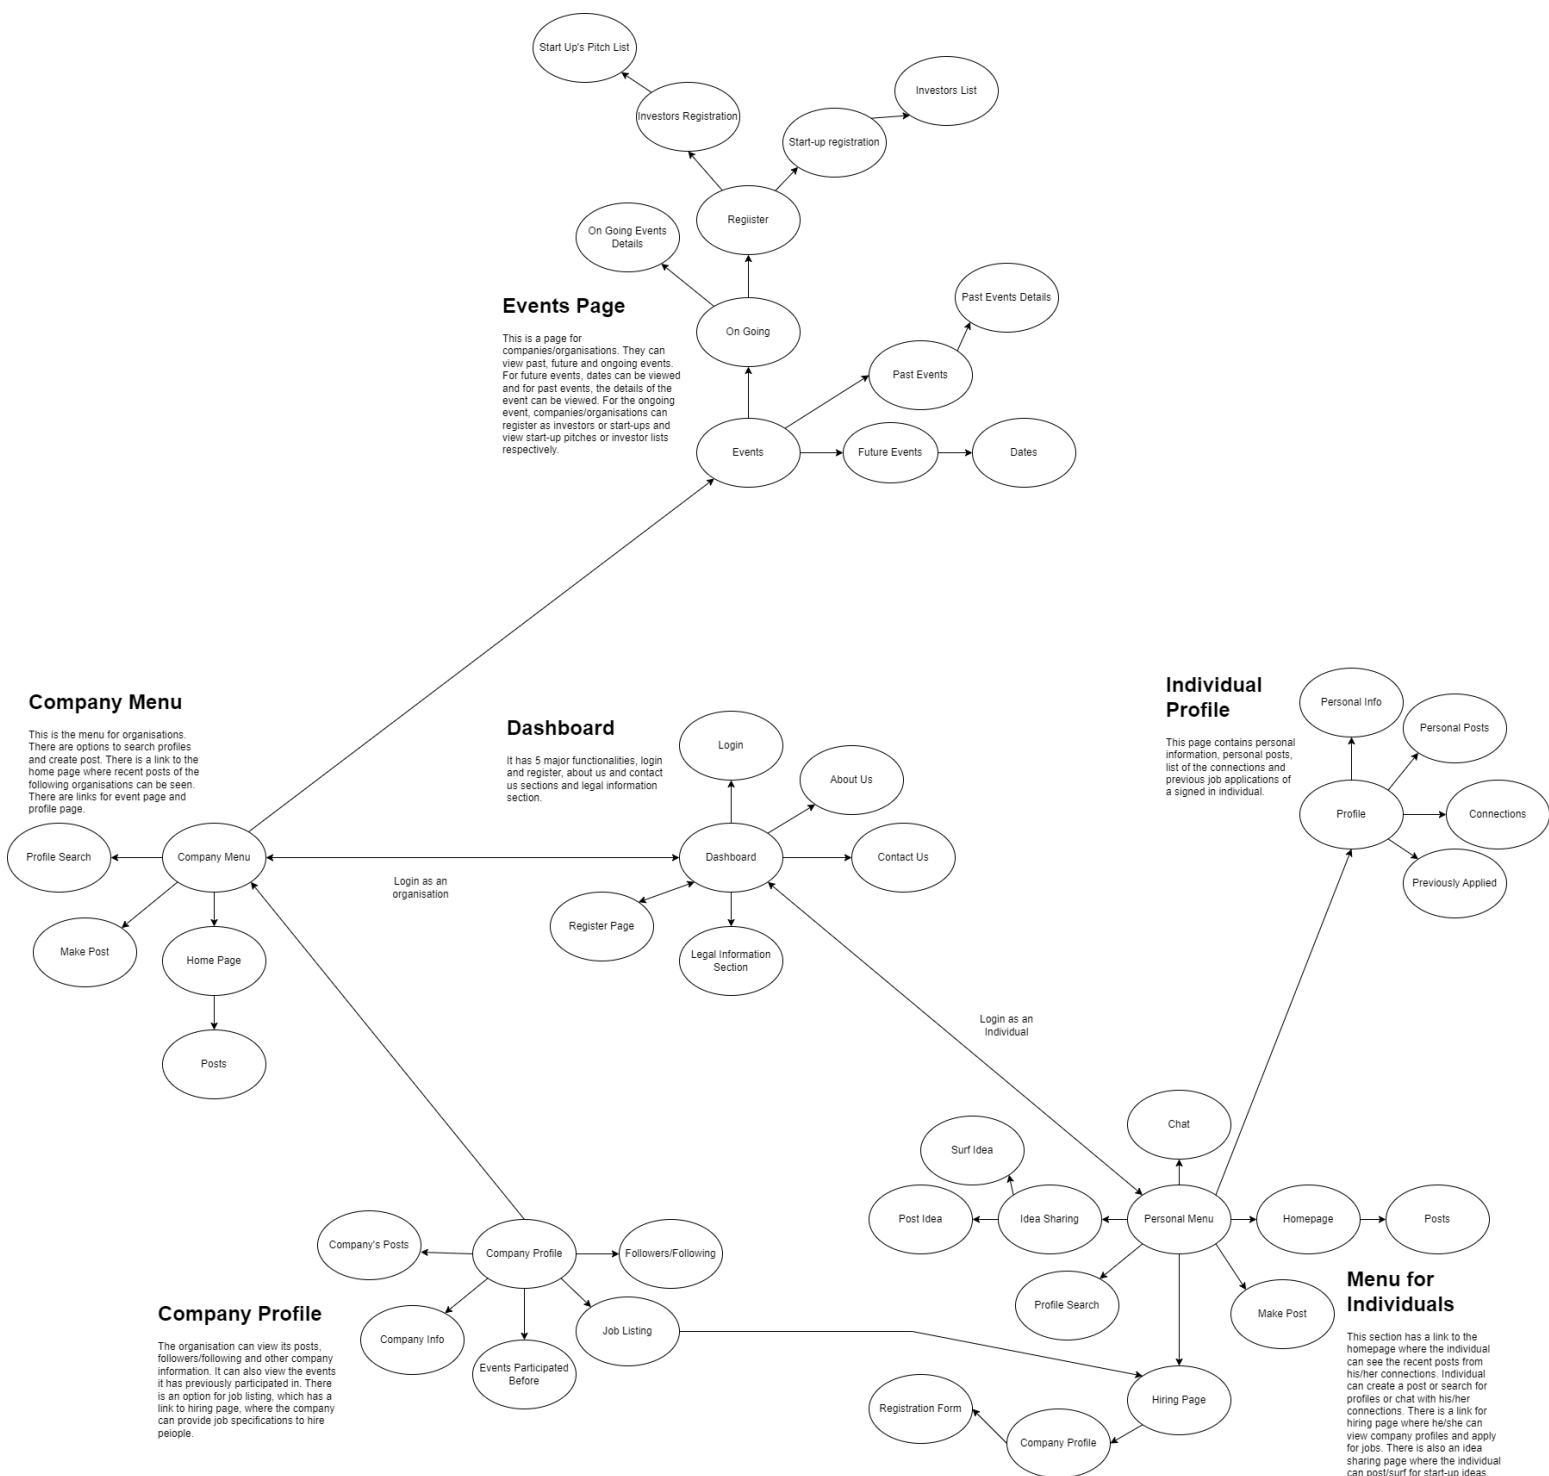 Start Up's Pitch List
Investors List
Investors Registration
Start-up registration
Regiister
On Going Events
Details
Past Events Details
Events Page
This is a page for
companies/organisations. They can
view past, future and ongoing events.
For future events, dates can be viewed
and for past events, the details of the
event can be viewed. For the ongoing
event, companies/organisations can
register as investors or start-ups and
view start-up pitches or investor lists
respectively.
On Going
Past Events
Events
Future Events
Dates
Company Menu
This is the menu for organisations.
There are options to search profiles
and create post. There is a link to the
home page where recent posts of the
following organisations can be seen.
There are links for event page and
profile page.
Profile Search
Company Menu
Make Post
Home Page
Posts
Login as an
organisation
Dashboard
It has 5 major functionalities, login
and register, about us and contact
us sections and legal information
section.
Login
About Us
Dashboard
Contact Us
Register Page
Legal Information
Section
Individual
Profile
This page contains personal
information, personal posts,
list of the connections and
previous job applications of
a signed in individual.
Personal Info
Personal Posts
Profile
Connections
Previously Applied
Login as an
Individual
Chat
Surf Idea
Post Idea
Idea Sharing
Personal Menu
Homepage
Posts
Profile Search
Make Post
Company's Posts
Company Profile
Followers/Following
Company Info
Job Listing
Events Participated
Before
Company Profile
The organisation can view its posts,
followers/following and other company
information. It can also view the events
it has previously participated in. There
is an option for job listing, which has a
link to hiring page, where the company
can provide job specifications to hire
peiople.
Hiring Page
Registration Form
Company Profile
Menu for
Individuals
This section has a link to the
homepage where the individual
can see the recent posts from
his/her connections. Individual
can create a post or search for
profiles or chat with his/her
connections. There is a link for
hiring page where he/she can
view company profiles and apply
for jobs. There is also an idea
sharing page where the individual
can post/surf for start-up ideas.